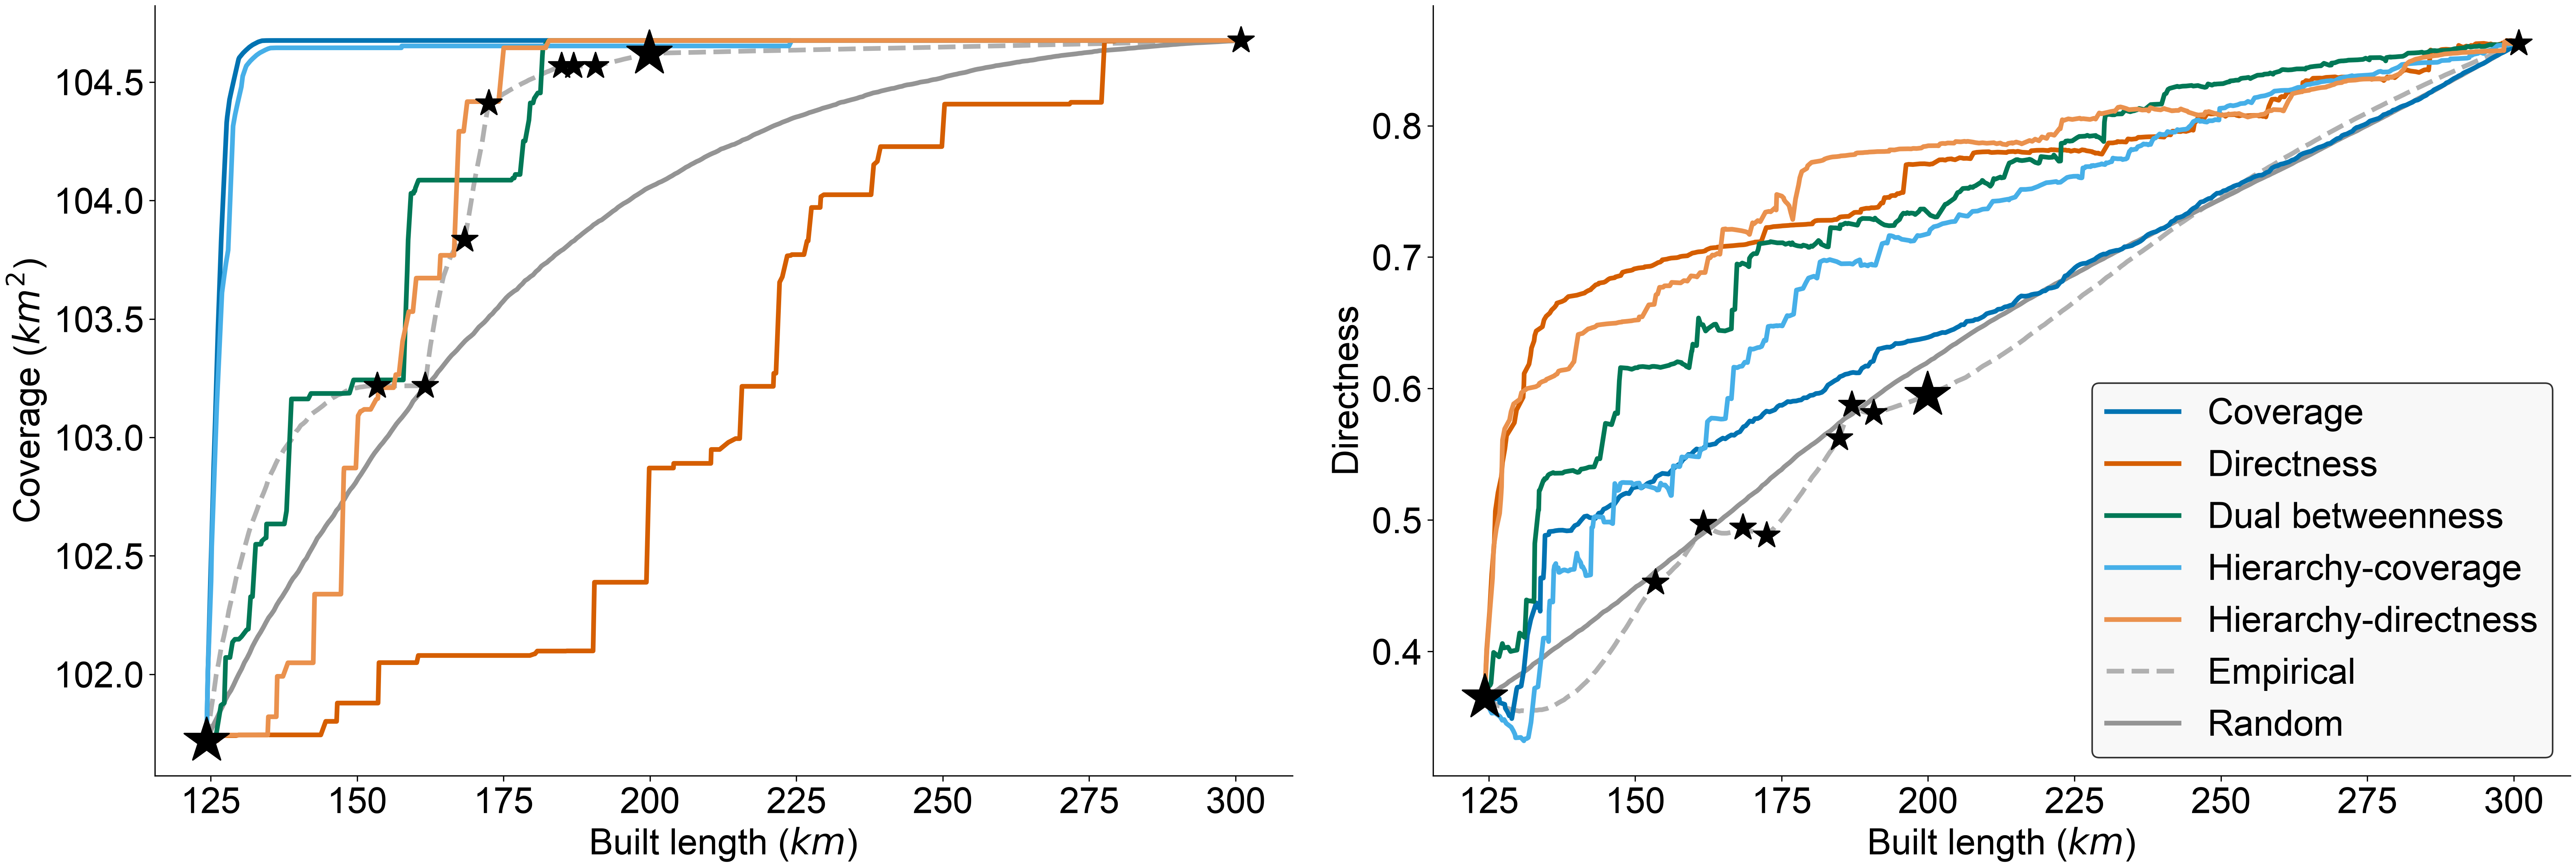 104.5
104.0
103.5
103.0
102.5
102.0
Coverage (km²)
125 150 175 200 225 250 275 300
Built length (km)
0.8
0.7
0.6
0.5
0.4
Directness
125 150 175 200 225 250 275 300
Built length (km)
Coverage
Directness
Dual betweenness
Hierarchy-coverage
Hierarchy-directness
Empirical
Random